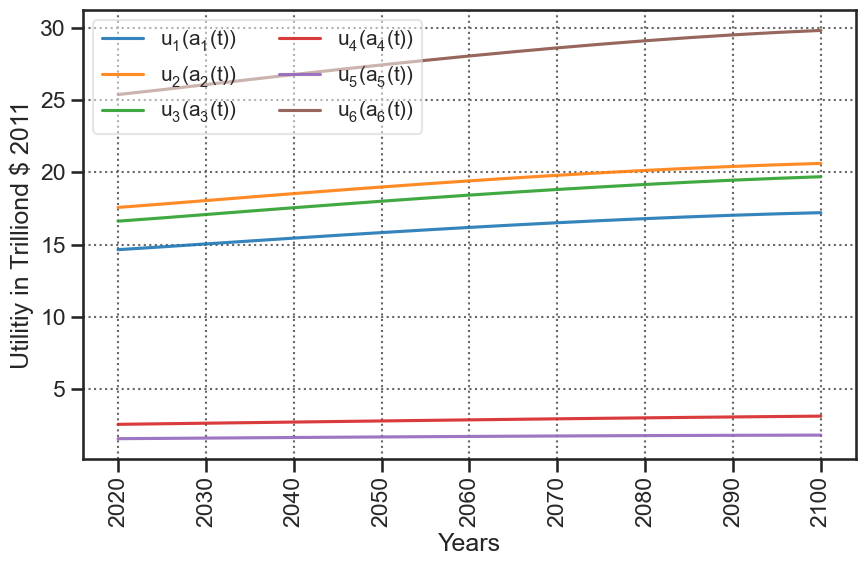 30
25
20
15
10
5
Utilitiy in Trilliond $ 2011
u₁(a₁(t))
u₂(a₂(t))
u₃(a₃(t))
u₄(a₄(t))
u₅(a₅(t))
u₆(a₆(t))
2020 2030 2040 2050 2060 2070 2080 2090 2100
Years